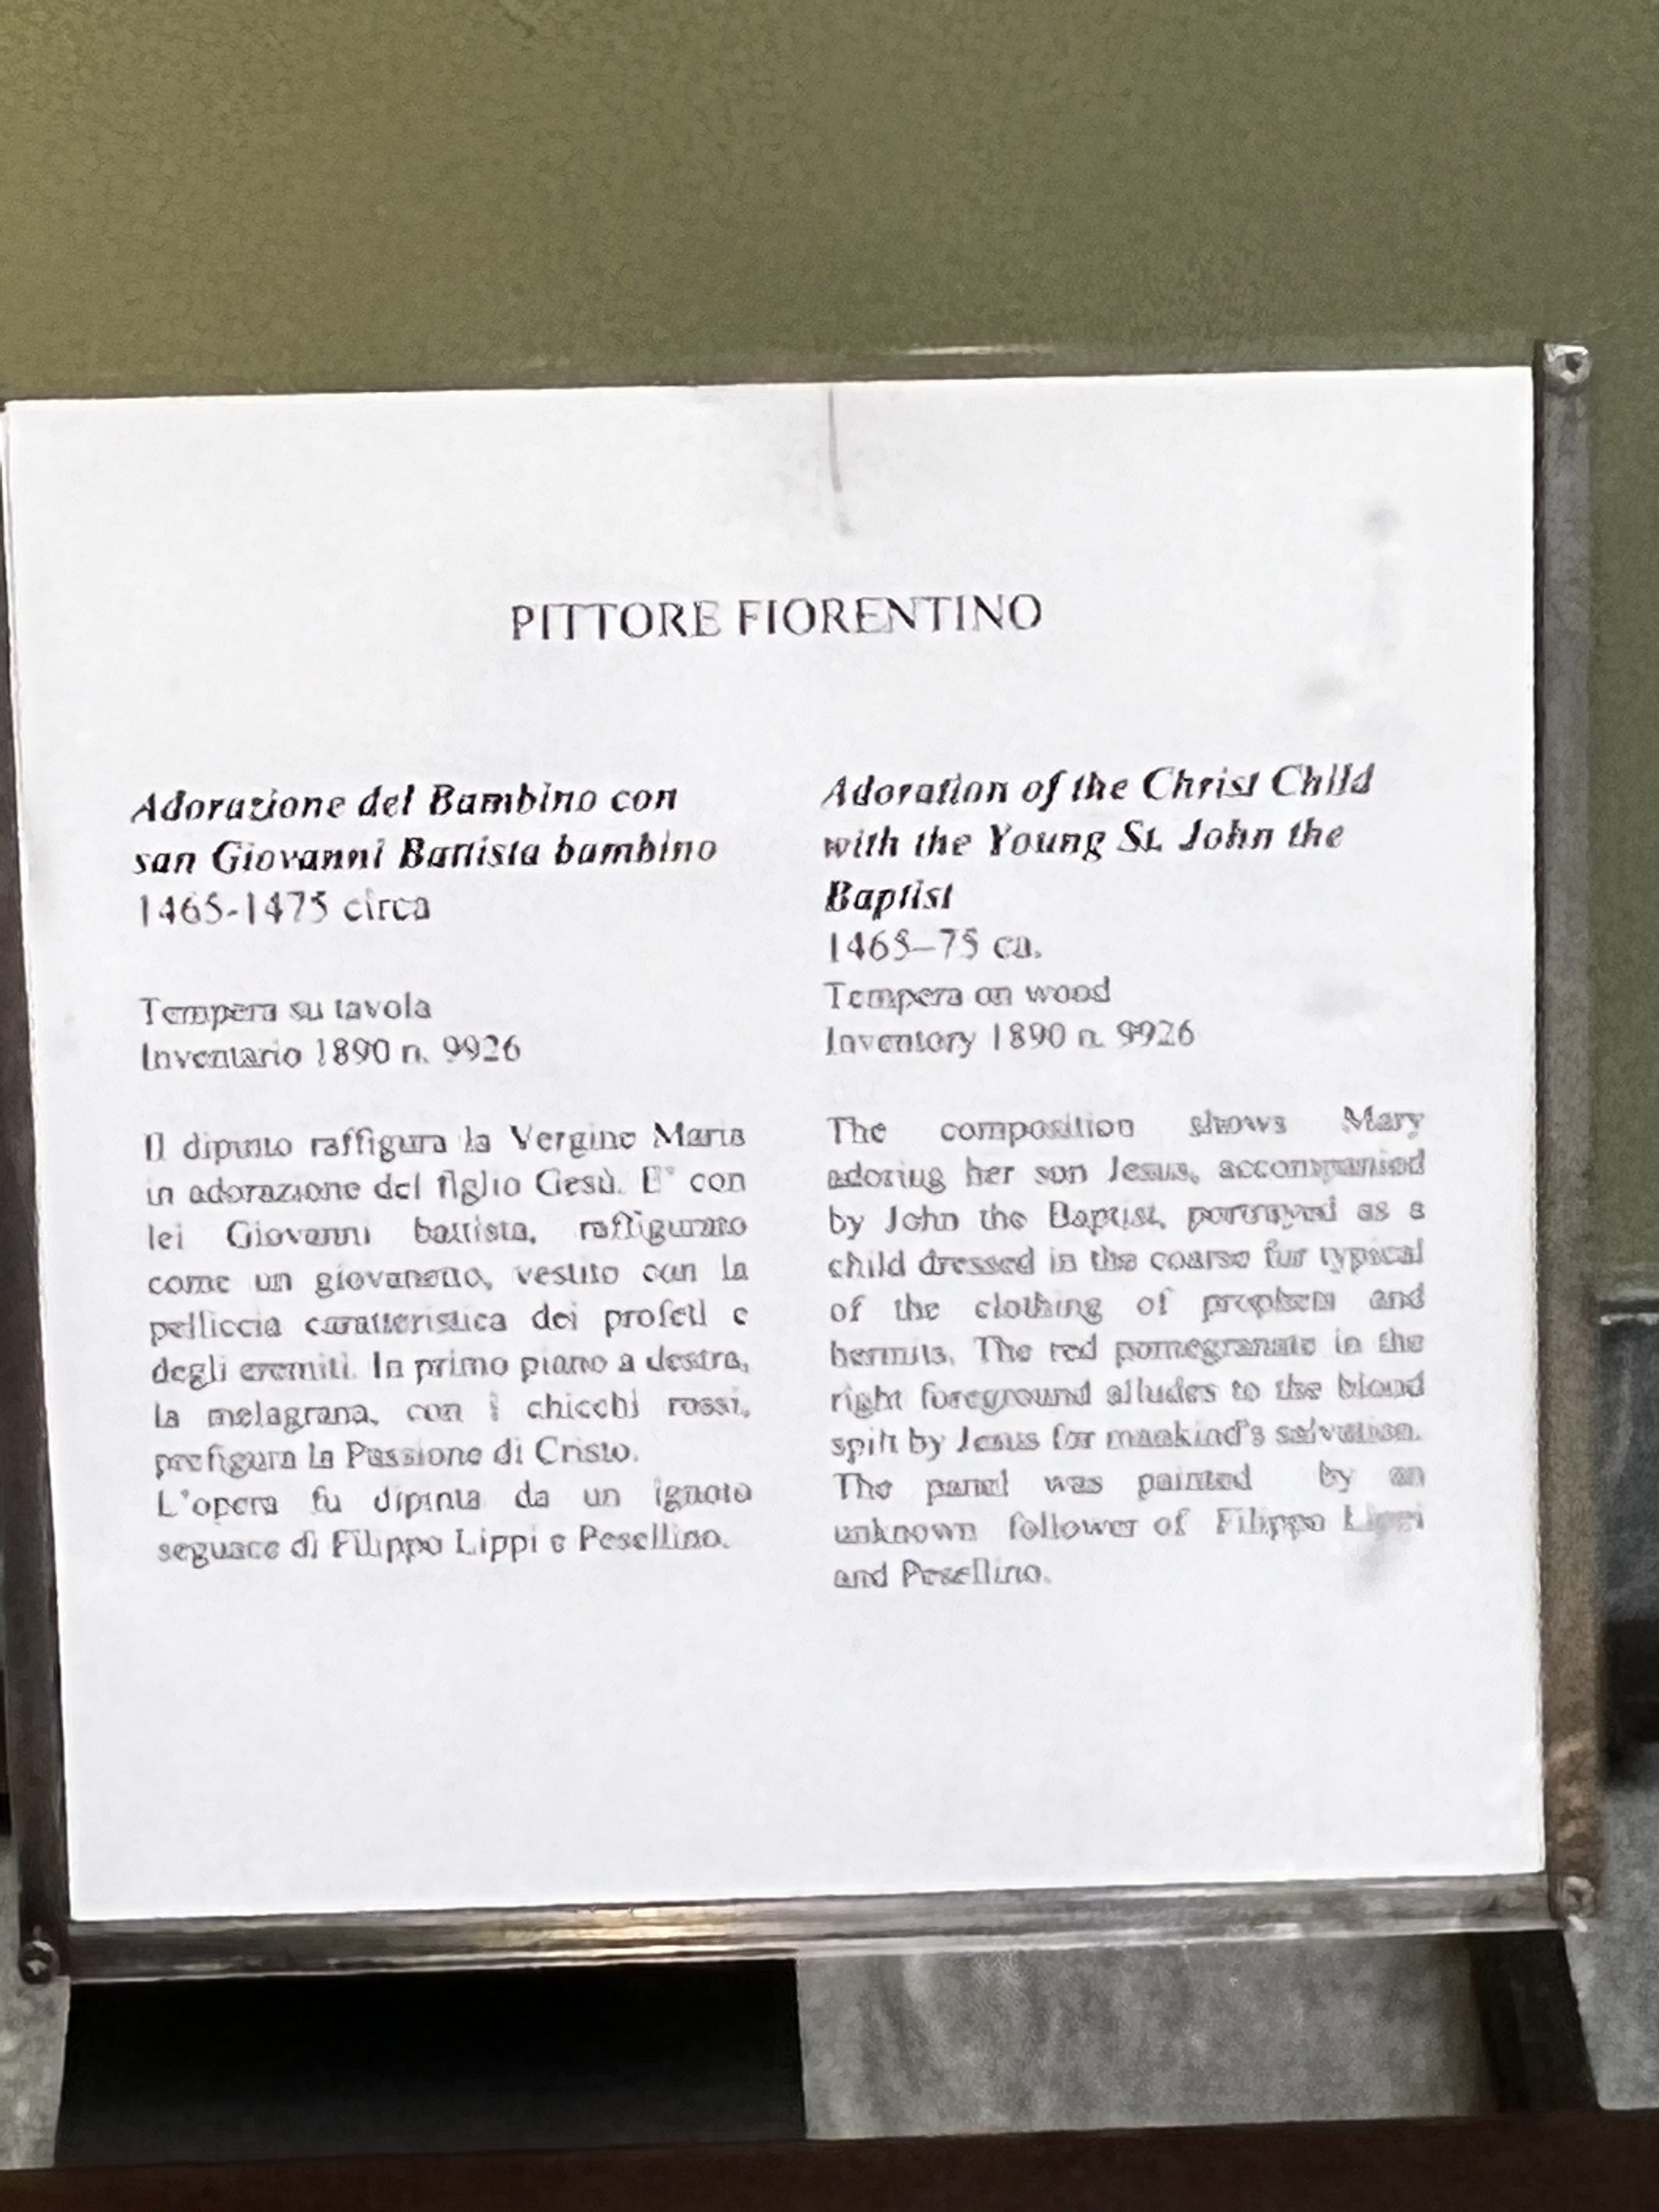 PITTORE FIORENTINO
Adorazione del Bambino con
san Giovanni Battista bambino
1465-1475 circa
Tempera su tavola
Inventario 1890 n. 9926
Il dipinto raffigura la Vergine Maria
in adorazione del figlio Gesù. E' con
lei Giovanni battista, raffigurato
come un giovanetto, vestito con la
pelliccia caratteristica dei profeti e
degli eremiti. In primo piano a destra,
la melagrana, con i chicchi rossi,
prefigura la Passione di Cristo.
L'opera fu dipinta da un ignoto
seguace di Filippo Lippi e Pesellino.
Adoration of the Christ Child
with the Young St. John the
Baptist
1465–75 ca.
Tempera on wood
Inventory 1890 n. 9926
The composition shows Mary
adoring her son Jesus, accompanied
by John the Baptist, portrayed as a
child dressed in the coarse fur typical
of the clothing of prophets and
hermits. The red pomegranate in the
right foreground alludes to the blood
spilt by Jesus for mankind's salvation.
The panel was painted by an
unknown follower of Filippo Lippi
and Pesellino.